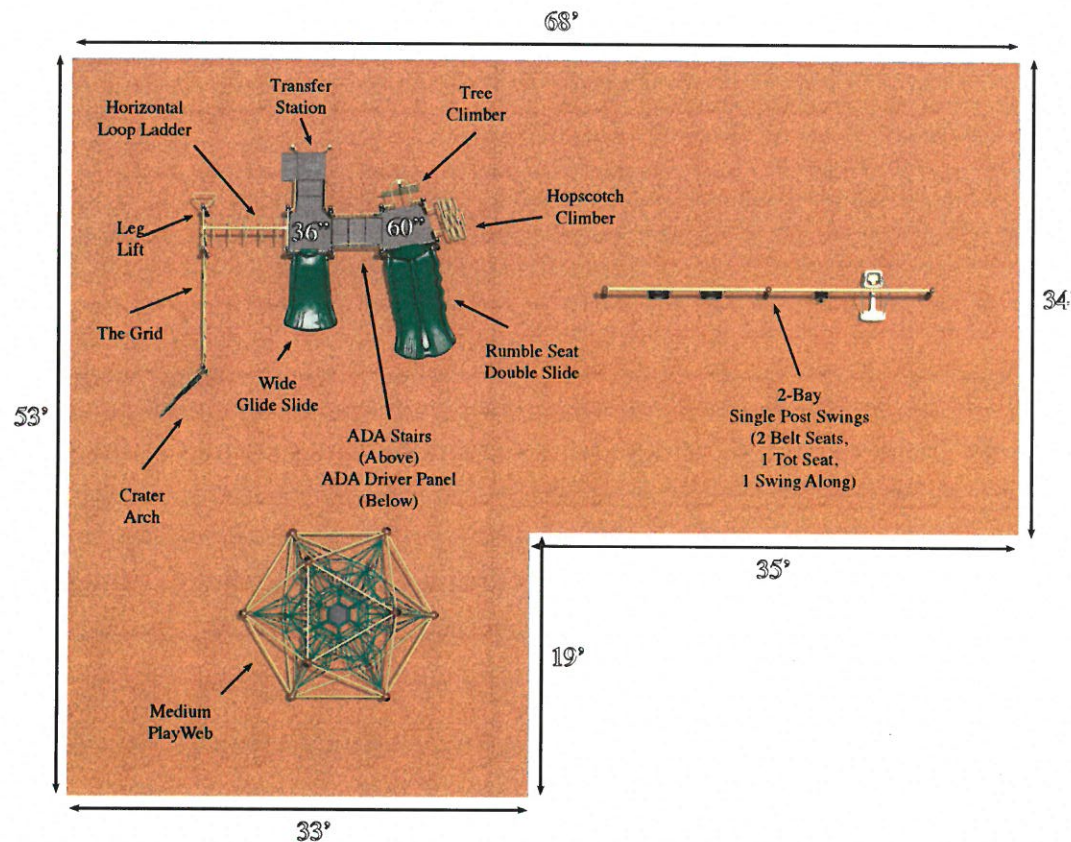 68'
Transfer
Station
Tree
Climber
Horizontal
Loop Ladder
Hopscotch
Climber
36"
60"
Leg
Lift
34'
The Grid
Rumble Seat
Double Slide
Wide
Glide Slide
2-Bay
Single Post Swings
(2 Belt Seats,
1 Tot Seat,
1 Swing Along)
53'
ADA Stairs
(Above)
ADA Driver Panel
(Below)
Crater
Arch
35'
19'
Medium
PlayWeb
33'